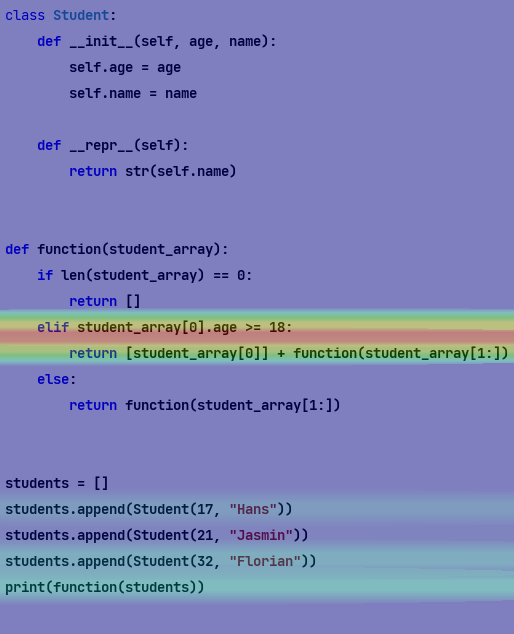 class Student:
    def __init__(self, age, name):
        self.age = age
        self.name = name

    def __repr__(self):
        return str(self.name)


def function(student_array):
    if len(student_array) == 0:
        return []
    elif student_array[0].age >= 18:
        return [student_array[0]] + function(student_array[1:])
    else:
        return function(student_array[1:])


students = []
students.append(Student(17, "Hans"))
students.append(Student(21, "Jasmin"))
students.append(Student(32, "Florian"))
print(function(students))